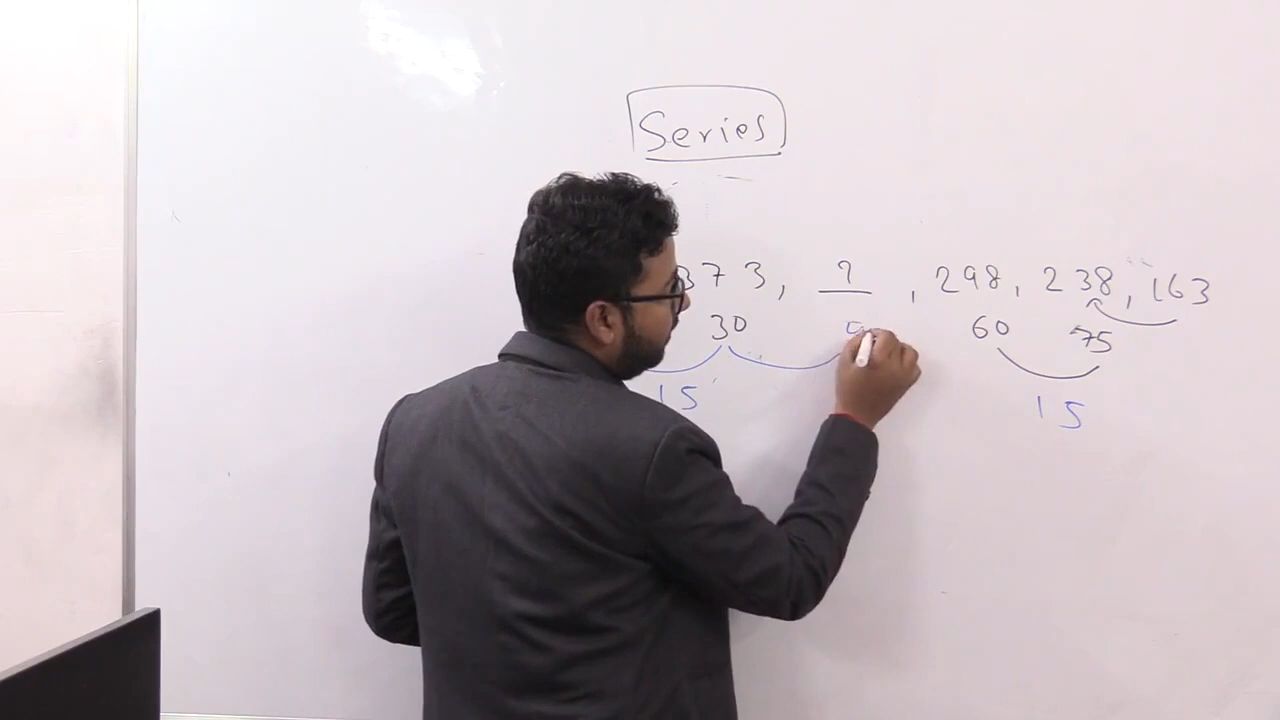 Series
373, ?, 298, 238, 163
30 60 75
15 15